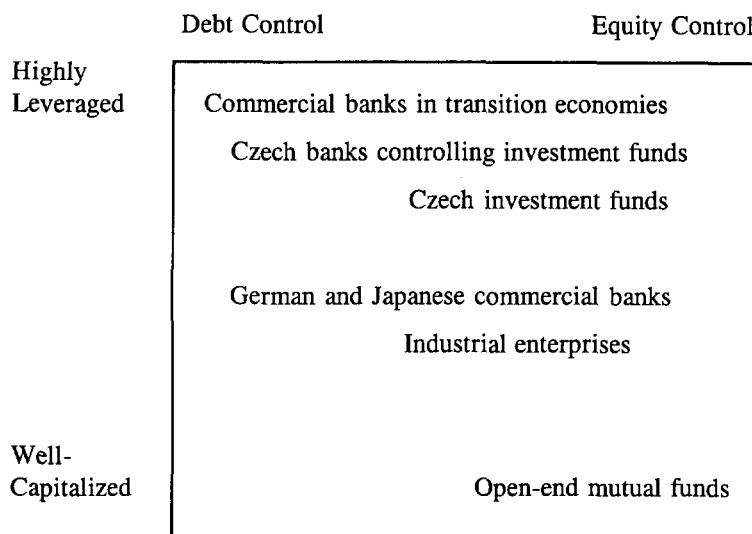 Debt Control Equity Control
Highly
Leveraged
Commercial banks in transition economies
Czech banks controlling investment funds
Czech investment funds
German and Japanese commercial banks
Industrial enterprises
Well-
Capitalized
Open-end mutual funds